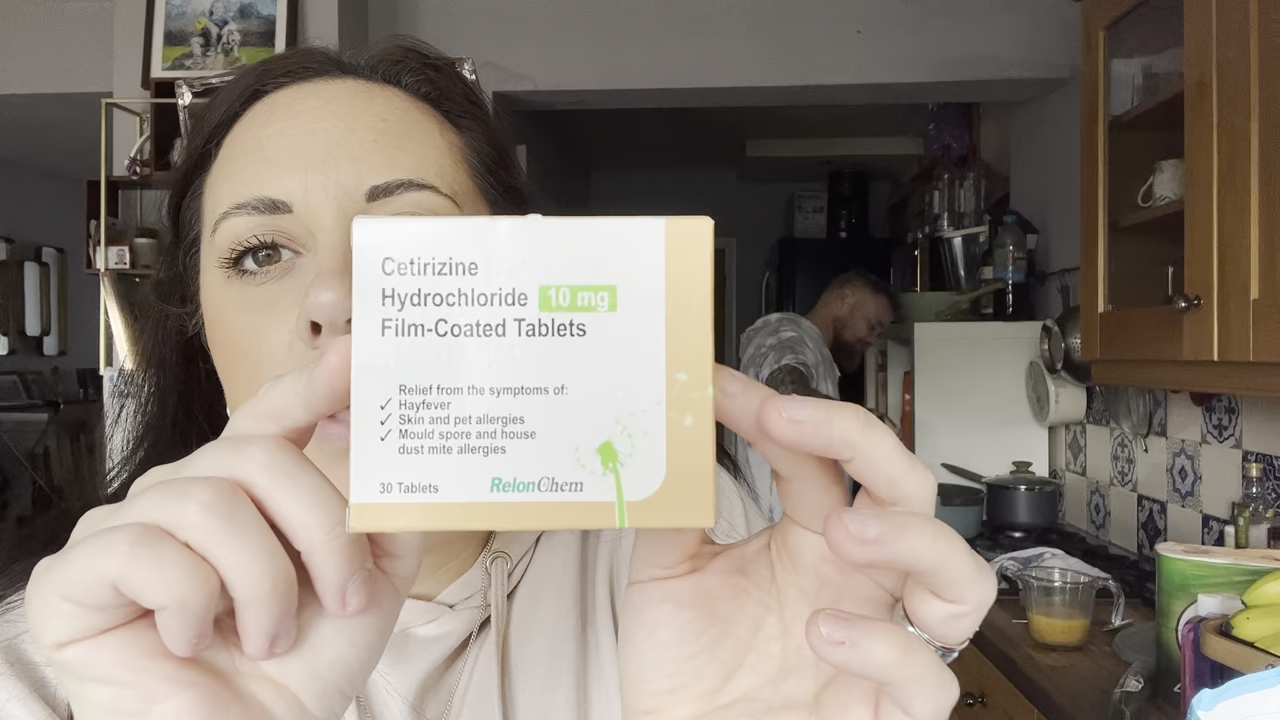 Cetirizine
Hydrochloride 10 mg
Film-Coated Tablets
Relief from the symptoms of:
✓ Hayfever
✓ Skin and pet allergies
✓ Mould spore and house
dust mite allergies
30 Tablets RelonChem